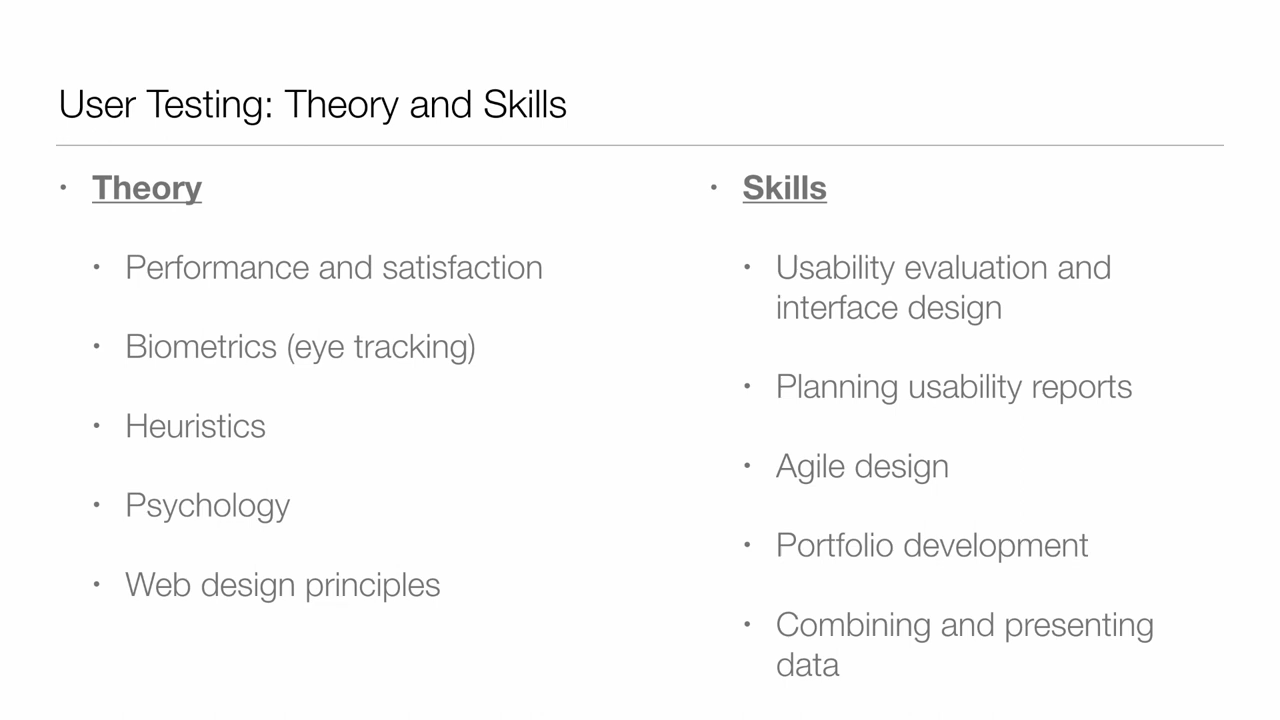 User Testing: Theory and Skills
• Theory
• Performance and satisfaction
• Biometrics (eye tracking)
• Heuristics
• Psychology
• Web design principles
• Skills
• Usability evaluation and
interface design
• Planning usability reports
• Agile design
• Portfolio development
• Combining and presenting
data